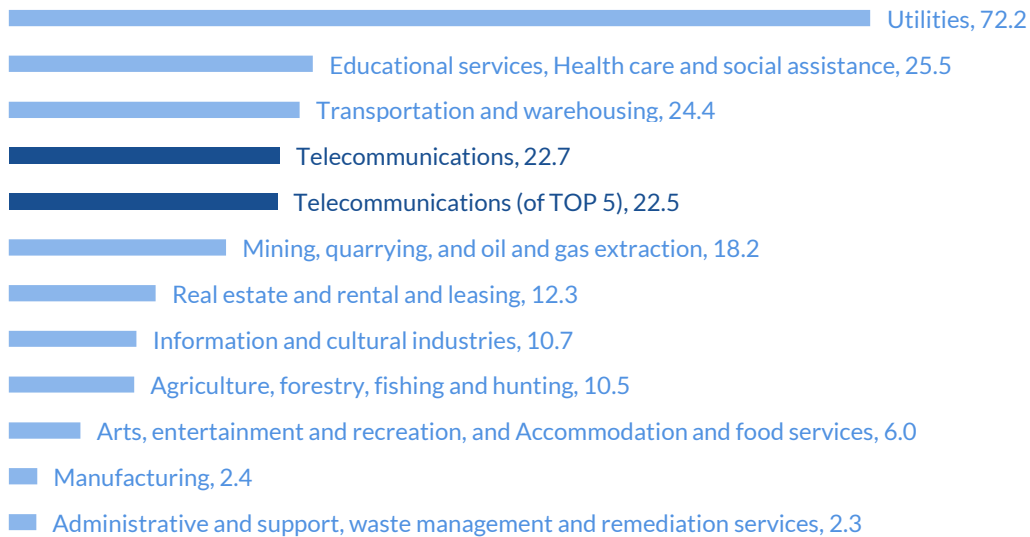 Utilities, 72.2
Educational services, Health care and social assistance, 25.5
Transportation and warehousing, 24.4
Telecommunications, 22.7
Telecommunications (of TOP 5), 22.5
Mining, quarrying, and oil and gas extraction, 18.2
Real estate and rental and leasing, 12.3
Information and cultural industries, 10.7
Agriculture, forestry, fishing and hunting, 10.5
Arts, entertainment and recreation, and Accommodation and food services, 6.0
Manufacturing, 2.4
Administrative and support, waste management and remediation services, 2.3